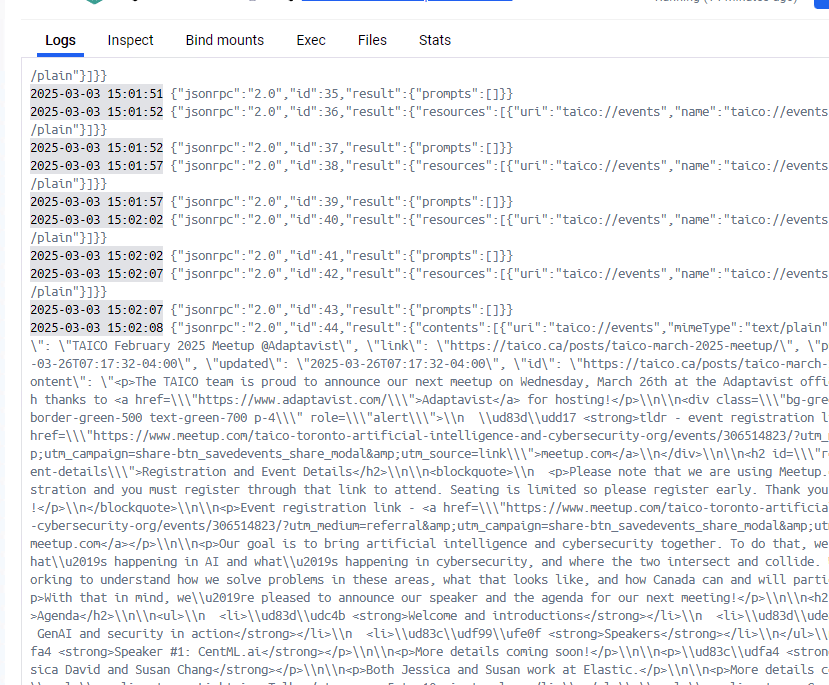 Logs Inspect Bind mounts Exec Files Stats
/plain"}]}}
2025-03-03 15:01:51 {"jsonrpc":"2.0","id":35,"result":{"prompts":[]}}
2025-03-03 15:01:52 {"jsonrpc":"2.0","id":36,"result":{"resources":[{"uri":"taico://events","name":"taico://events
/plain"}]}}
2025-03-03 15:01:52 {"jsonrpc":"2.0","id":37,"result":{"prompts":[]}}
2025-03-03 15:01:57 {"jsonrpc":"2.0","id":38,"result":{"resources":[{"uri":"taico://events","name":"taico://events
/plain"}]}}
2025-03-03 15:01:57 {"jsonrpc":"2.0","id":39,"result":{"prompts":[]}}
2025-03-03 15:02:02 {"jsonrpc":"2.0","id":40,"result":{"resources":[{"uri":"taico://events","name":"taico://events
/plain"}]}}
2025-03-03 15:02:02 {"jsonrpc":"2.0","id":41,"result":{"prompts":[]}}
2025-03-03 15:02:07 {"jsonrpc":"2.0","id":42,"result":{"resources":[{"uri":"taico://events","name":"taico://events
/plain"}]}}
2025-03-03 15:02:07 {"jsonrpc":"2.0","id":43,"result":{"prompts":[]}}
2025-03-03 15:02:08 {"jsonrpc":"2.0","id":44,"result":{"contents":[{"uri":"taico://events","mimeType":"text/plain"
\": \"TAICO February 2025 Meetup @Adaptavist\", \"link\": \"https://taico.ca/posts/taico-march-2025-meetup/\", \"p
-03-26T07:17:32-04:00\", \"updated\": \"2025-03-26T07:17:32-04:00\", \"id\": \"https://taico.ca/posts/taico-march-
ontent\": \"<p>The TAICO team is proud to announce our next meetup on Wednesday, March 26th at the Adaptavist offi
h thanks to <a href=\\\"https://www.adaptavist.com/\\\">Adaptavist</a> for hosting!</p>\\n\\n<div class=\\\"bg-gre
border-green-500 text-green-700 p-4\\\" role=\\\"alert\\\">\\n  \\ud83d\\udd17 <strong>tldr - event registration l
href=\\\"https://www.meetup.com/taico-toronto-artificial-intelligence-and-cybersecurity-org/events/306514823/?utm_m
p;utm_campaign=share-btn_savedevents_share_modal&amp;utm_source=link\\\">meetup.com</a>\\n</div>\\n\\n<h2 id=\\\"re
ent-details\\\">Registration and Event Details</h2>\\n\\n<blockquote>\\n  <p>Please note that we are using Meetup.
stration and you must register through that link to attend. Seating is limited so please register early. Thank you
!</p>\\n</blockquote>\\n\\n<p>Event registration link - <a href=\\\"https://www.meetup.com/taico-toronto-artificia
-cybersecurity-org/events/306514823/?utm_medium=referral&amp;utm_campaign=share-btn_savedevents_share_modal&amp;utm
meetup.com</a></p>\\n\\n<p>Our goal is to bring artificial intelligence and cybersecurity together. To do that, we
hat\\u2019s happening in AI and what\\u2019s happening in cybersecurity, and where the two intersect and collide.
orking to understand how we solve problems in these areas, what that looks like, and how Canada can and will parti
p>With that in mind, we\\u2019re pleased to announce our speaker and the agenda for our next meeting!</p>\\n\\n<h2
>Agenda</h2>\\n\\n<ul>\\n  <li>\\ud83d\\udc4b <strong>Welcome and introductions</strong></li>\\n  <li>\\ud83d\\ude
GenAI and security in action</strong></li>\\n  <li>\\ud83c\\udf99\\ufe0f <strong>Speakers</strong></li>\\n</ul>\\
fa4 <strong>Speaker #1: CentML.ai</strong></p>\\n\\n<p>More details coming soon!</p>\\n\\n<p>\\ud83c\\udfa4 <stron
sica David and Susan Chang</strong></p>\\n\\n<p>Both Jessica and Susan work at Elastic.</p>\\n\\n<p>More details c